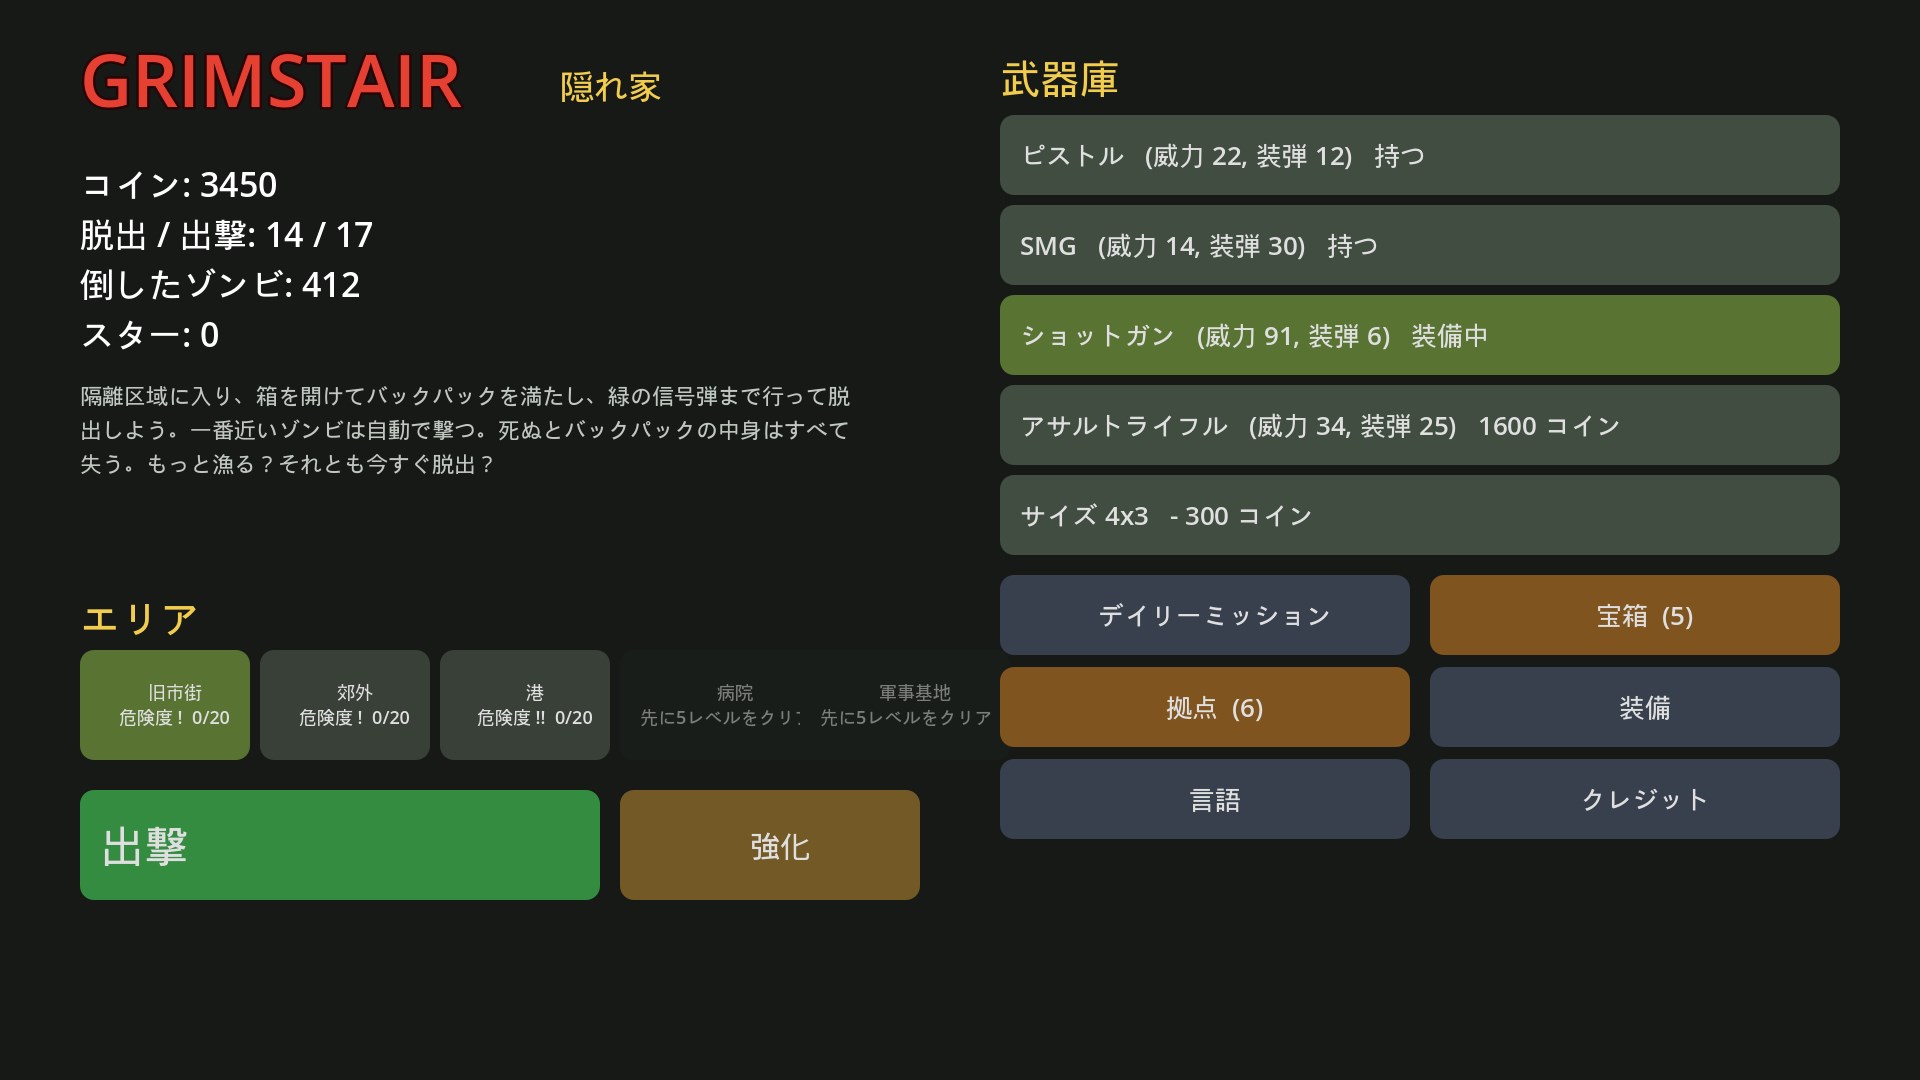 GRIMSTAIR
隠れ家
コイン: 3450
脱出 / 出撃: 14 / 17
倒したゾンビ: 412
スター: 0
隔離区域に入り、箱を開けてバックパックを満たし、緑の信号弾まで行って脱
出しよう。一番近いゾンビは自動で撃つ。死ぬとバックパックの中身はすべて
失う。もっと漁る？それとも今すぐ脱出？
エリア
旧市街
危険度 ! 0/20
郊外
危険度 ! 0/20
港
危険度 !! 0/20
病院
先に5レベルをクリ
軍事基地
先に5レベルをクリア
出撃
強化
武器庫
ピストル (威力 22, 装弾 12) 持つ
SMG (威力 14, 装弾 30) 持つ
ショットガン (威力 91, 装弾 6) 装備中
アサルトライフル (威力 34, 装弾 25) 1600 コイン
サイズ 4x3 - 300 コイン
デイリーミッション
宝箱 (5)
拠点 (6)
装備
言語
クレジット